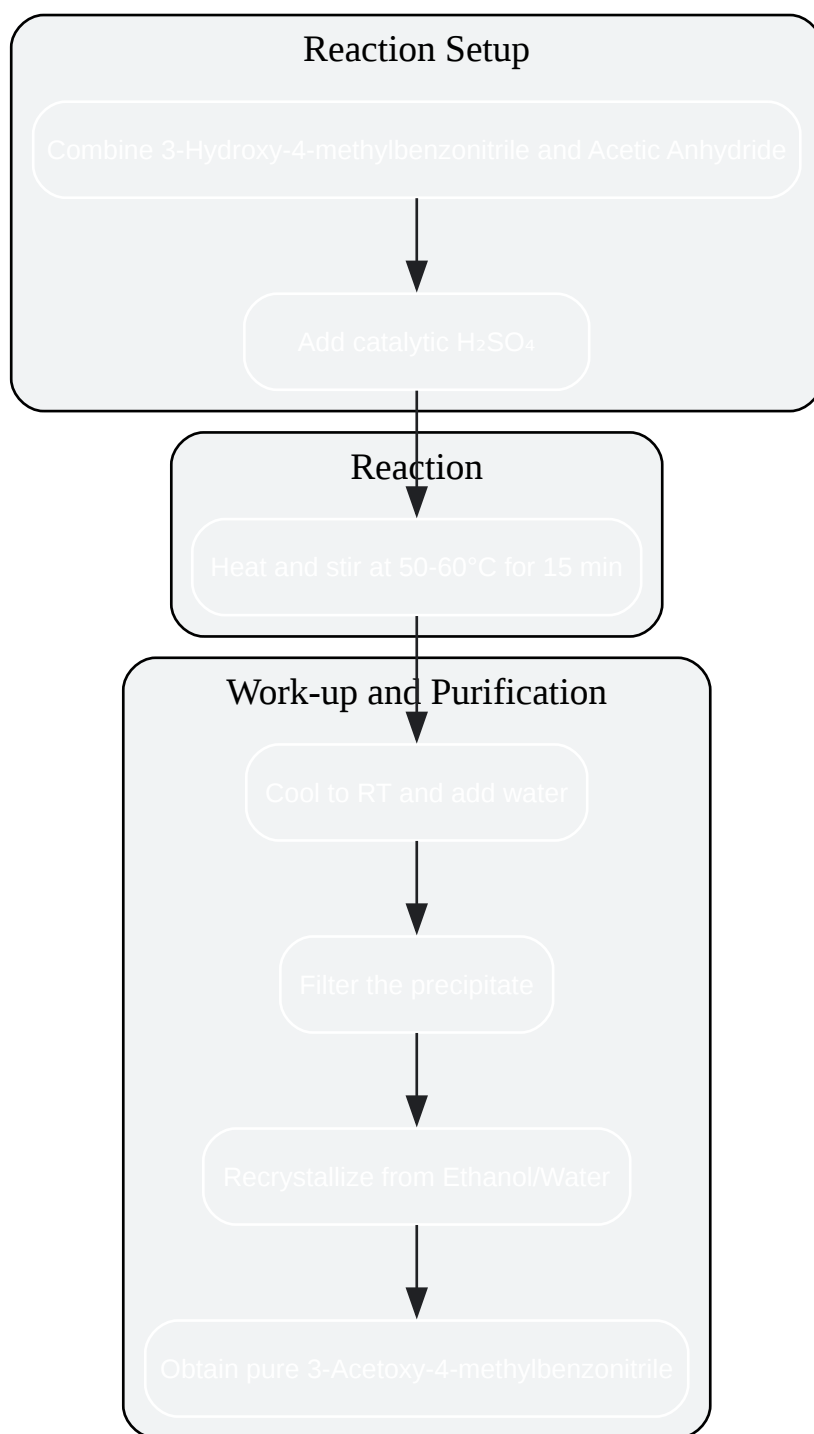 Reaction Setup
Combine 3-Hydroxy-4-methylbenzonitrile and Acetic Anhydride
Add catalytic H₂SO₄
Reaction
Heat and stir at 50-60°C for 15 min
Work-up and Purification
Cool to RT and add water
Filter the precipitate
Recrystallize from Ethanol/Water
Obtain pure 3-Acetoxy-4-methylbenzonitrile